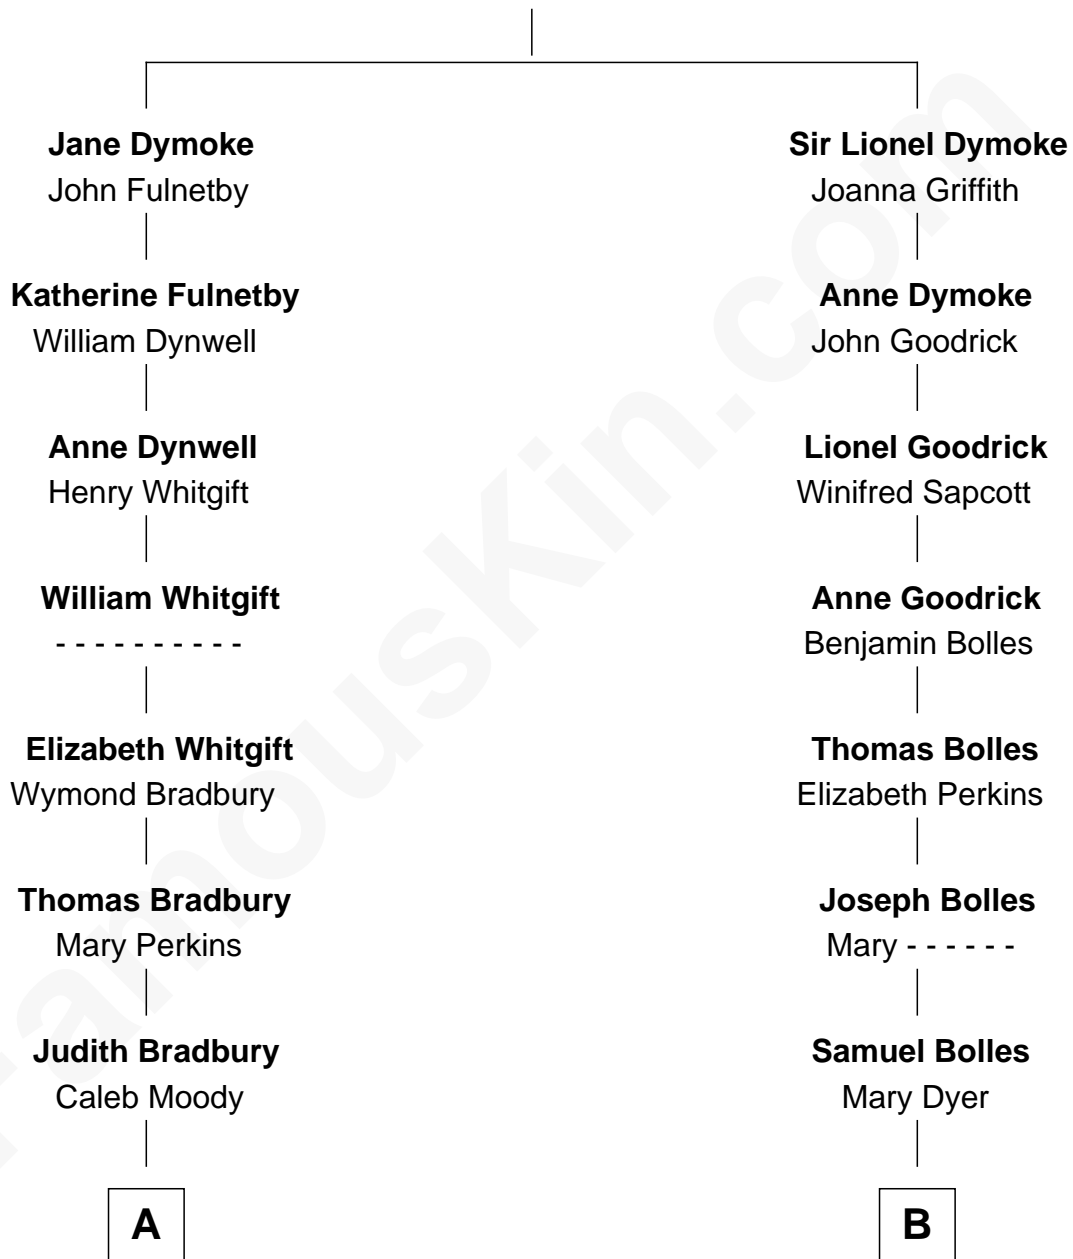 Jane Dymoke
John Fulnetby
Katherine Fulnetby
William Dynwell
Anne Dynwell
Henry Whitgift
William Whitgift
- - - - - - - - - -
Elizabeth Whitgift
Wymond Bradbury
Thomas Bradbury
Mary Perkins
Judith Bradbury
Caleb Moody
A
Sir Lionel Dymoke
Joanna Griffith
Anne Dymoke
John Goodrick
Lionel Goodrick
Winifred Sapcott
Anne Goodrick
Benjamin Bolles
Thomas Bolles
Elizabeth Perkins
Joseph Bolles
Mary - - - - - -
Samuel Bolles
Mary Dyer
B
FamousKin.com